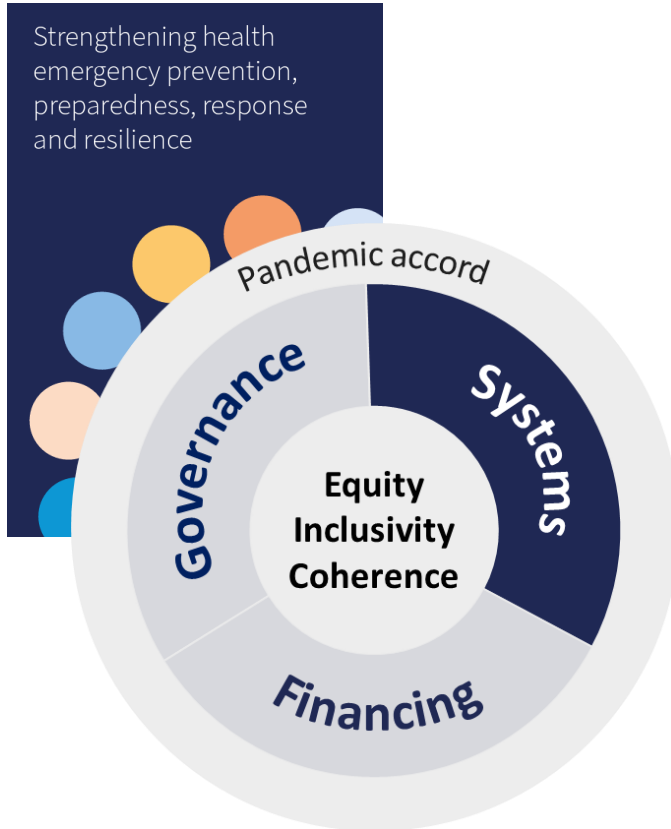 Strengthening health
emergency prevention,
preparedness, response
and resilience
Pandemic accord
Governance
Systems
Equity
Inclusivity
Coherence
Financing